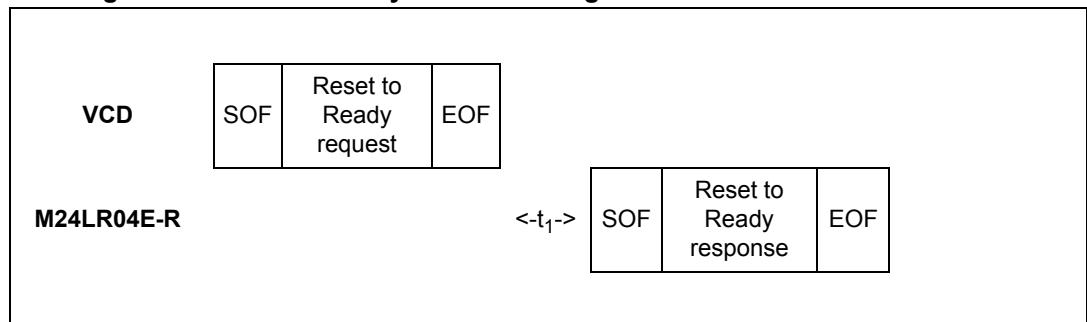 VCD
SOF
Reset to
Ready
request
EOF
M24LR04E-R
<-t1->
SOF
Reset to
Ready
response
EOF